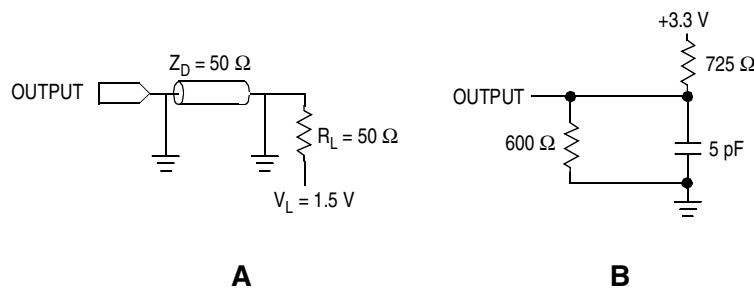 OUTPUT
Z_D = 50 Ω
R_L = 50 Ω
V_L = 1.5 V
A
+3.3 V
725 Ω
OUTPUT
600 Ω
5 pF
B